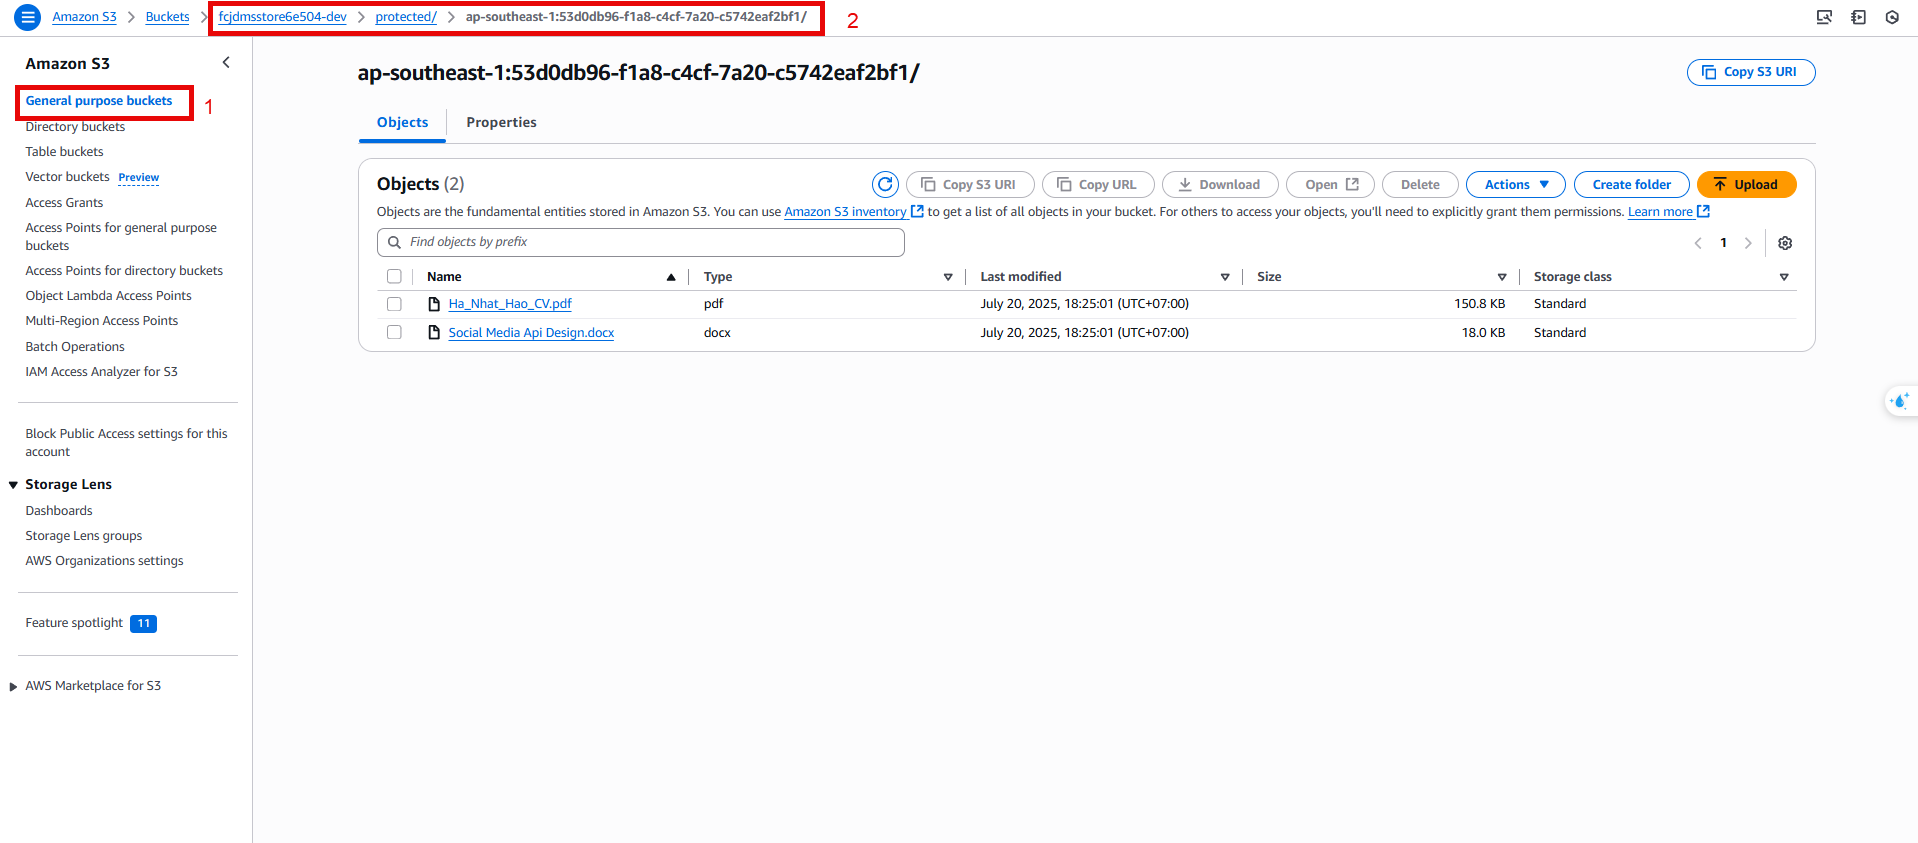 Amazon S3 > Buckets > fcjdmsstore6e504-dev > protected/ > ap-southeast-1:53d0db96-f1a8-c4cf-7a20-c5742eaf2bf1/ 2
Amazon S3
General purpose buckets 1
Directory buckets
Table buckets
Vector buckets Preview
Access Grants
Access Points for general purpose
buckets
Access Points for directory buckets
Object Lambda Access Points
Multi-Region Access Points
Batch Operations
IAM Access Analyzer for S3
Block Public Access settings for this
account
Storage Lens
Dashboards
Storage Lens groups
AWS Organizations settings
Feature spotlight 11
AWS Marketplace for S3
ap-southeast-1:53d0db96-f1a8-c4cf-7a20-c5742eaf2bf1/ Copy S3 URI
Objects Properties
Objects (2) Copy S3 URI Copy URL Download Open Delete Actions Create folder Upload
Objects are the fundamental entities stored in Amazon S3. You can use Amazon S3 inventory to get a list of all objects in your bucket. For others to access your objects, you'll need to explicitly grant them permissions. Learn more
Find objects by prefix 1
Name Type Last modified Size Storage class
Ha_Nhat_Hao_CV.pdf pdf July 20, 2025, 18:25:01 (UTC+07:00) 150.8 KB Standard
Social Media Api Design.docx docx July 20, 2025, 18:25:01 (UTC+07:00) 18.0 KB Standard